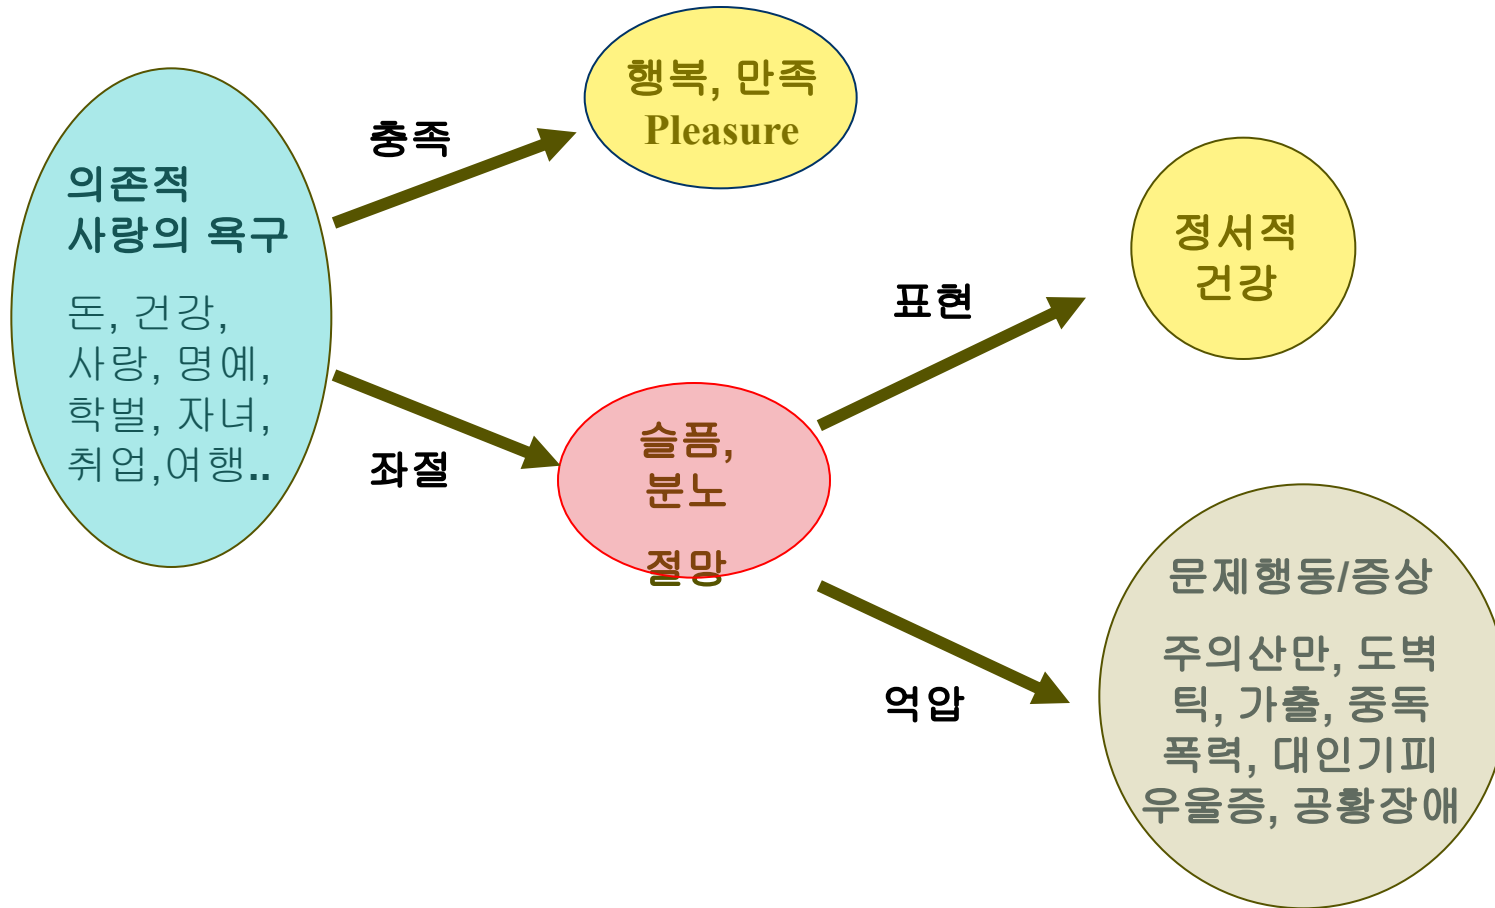 의존적
사랑의 욕구
돈, 건강,
사랑, 명예,
학벌, 자녀,
취업,여행..
충족
좌절
행복, 만족
Pleasure
슬픔,
분노
절망
표현
억압
정서적
건강
문제행동/증상
주의산만, 도벽
틱, 가출, 중독
폭력, 대인기피
우울증, 공황장애